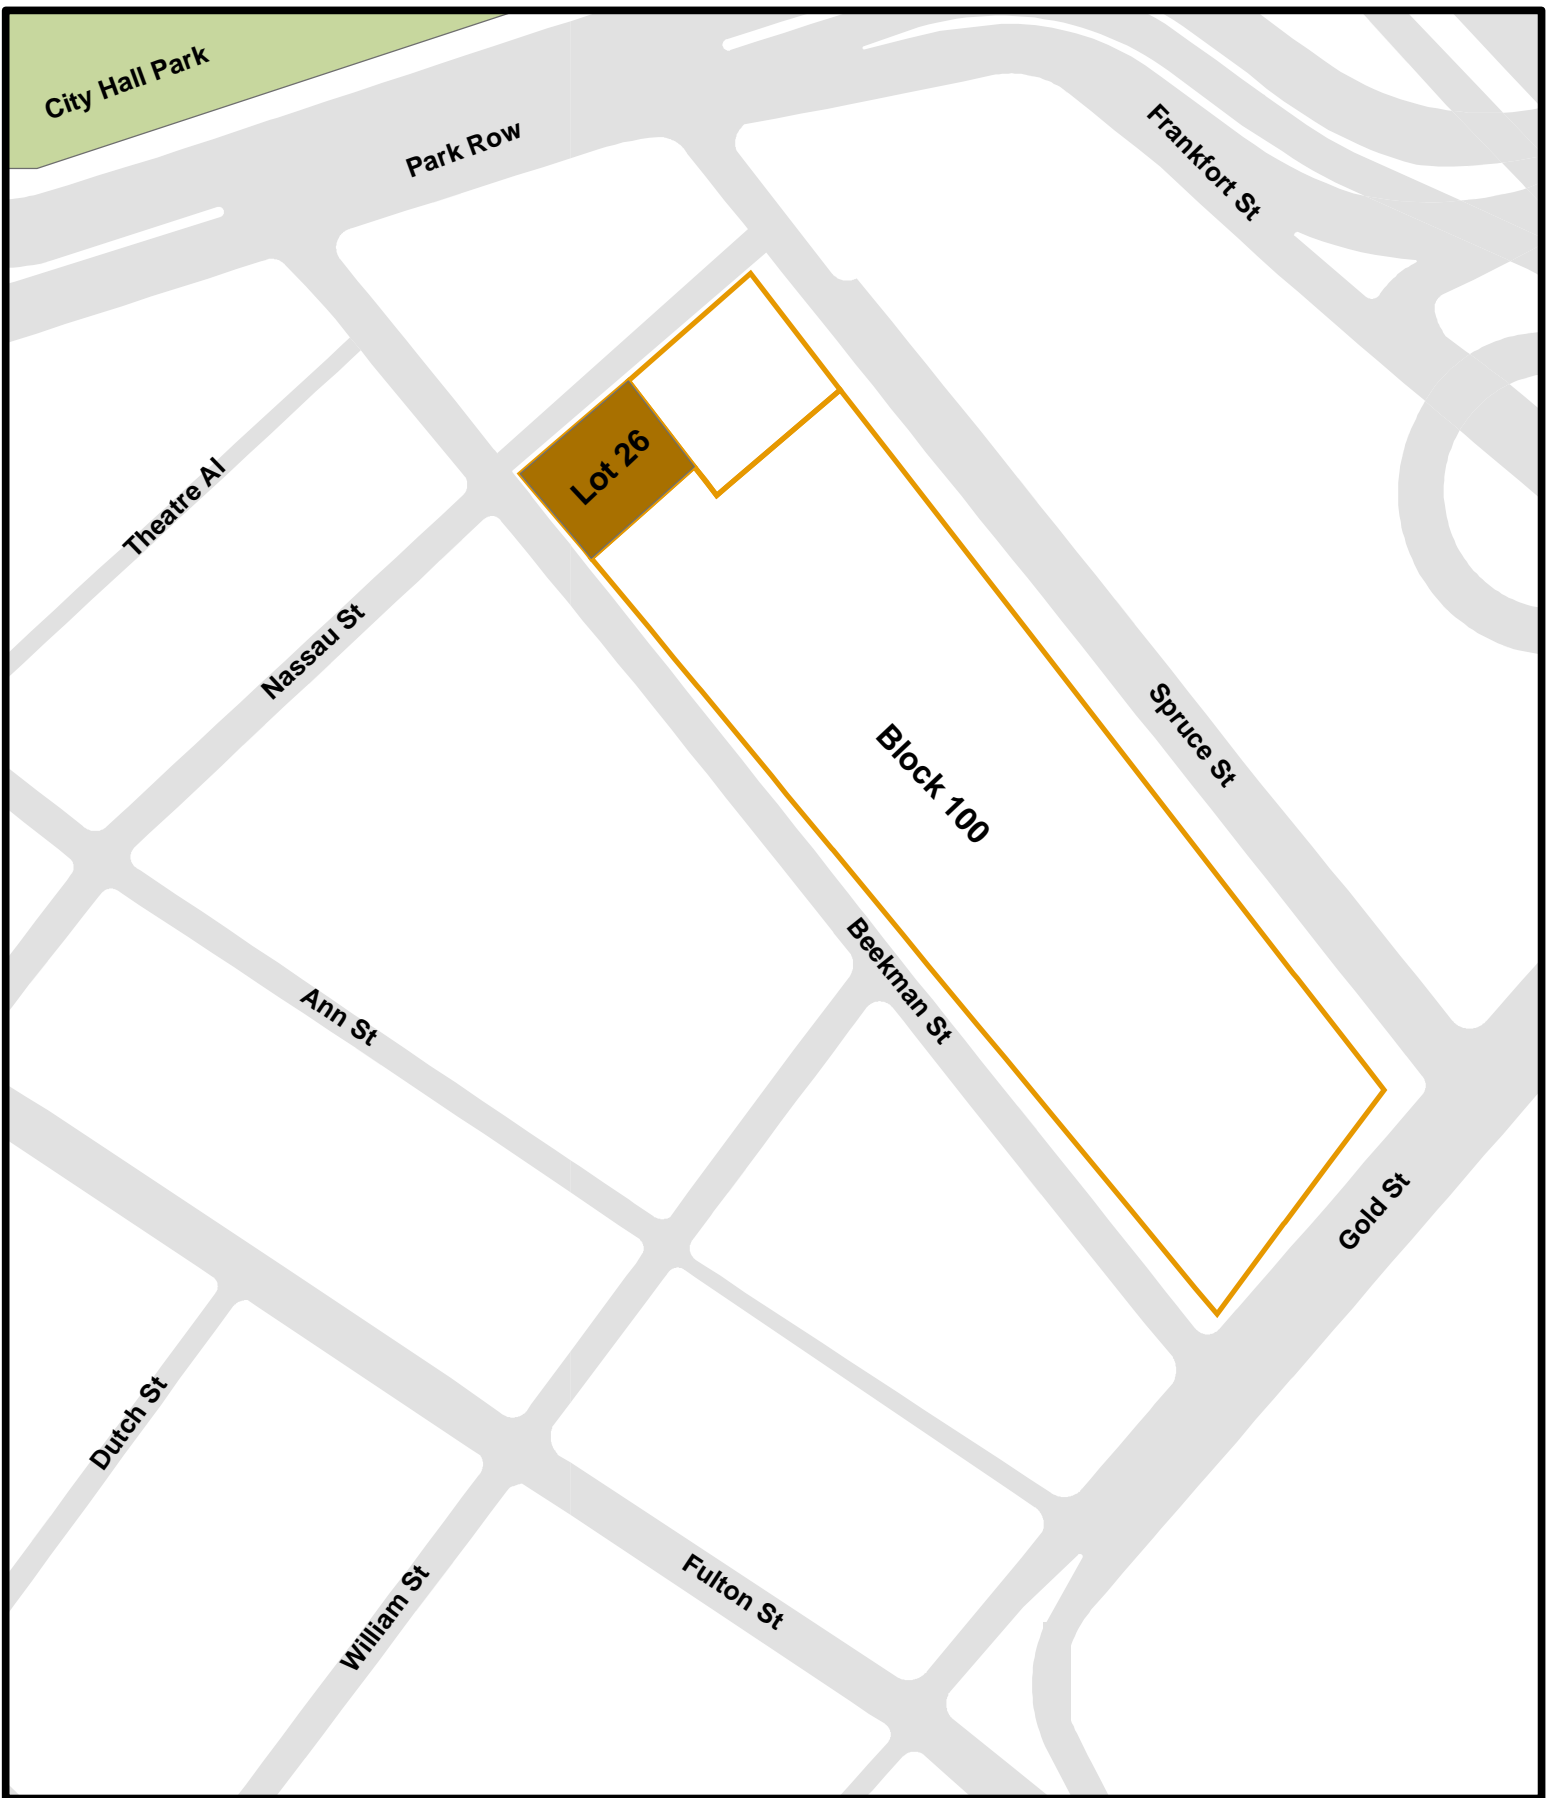 City Hall Park
Park Row
Frankfort St
Lot 26
Theatre Al
Nassau St
Block 100
Spruce St
Beekman St
Ann St
Gold St
Dutch St
William St
Fulton St